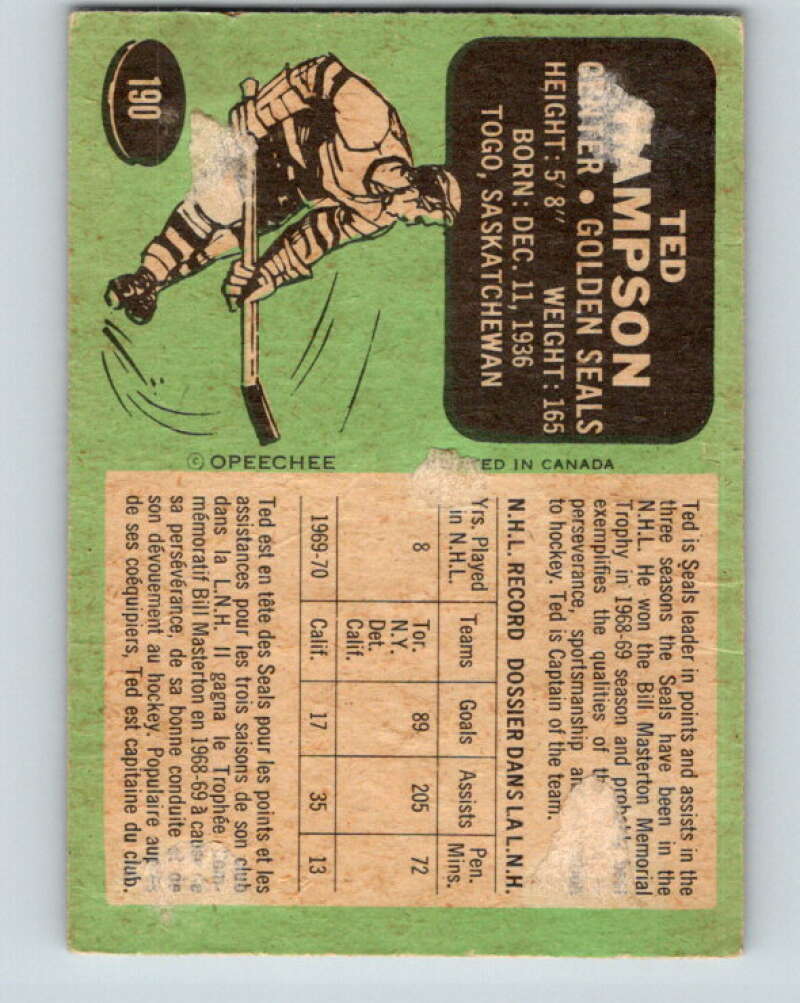 190
TED
AMPSON
CENTER • GOLDEN SEALS
HEIGHT: 5' 8" WEIGHT: 165
BORN: DEC. 11, 1936
TOGO, SASKATCHEWAN
© OPEECHEE
ED IN CANADA
Ted is Seals leader in points and assists in the
three seasons the Seals have been in the
N.H.L. He won the Bill Masterton Memorial
Trophy in 1968-69 season and
exemplifies the qualities of
perseverance, sportsmanship
to hockey. Ted is Captain of the team.
N.H.L. RECORD DOSSIER DANS LA L.N.H.
Yrs. Played in N.H.L. Teams Goals Assists Pen. Mins.
8 Tor. N.Y. Det. Calif. 89 205 72
1969-70 Calif. 17 35 13
Ted est en tête des Seals pour les points et les
assistances pour les trois saisons de son club
dans la L.N.H. Il gagna le Trophée
mémoratif Bill Masterton en 1968-69 à
sa persévérance, de sa bonne conduite et de
son dévouement au hockey. Populaire
de ses coéquipiers, Ted est capitaine du club.